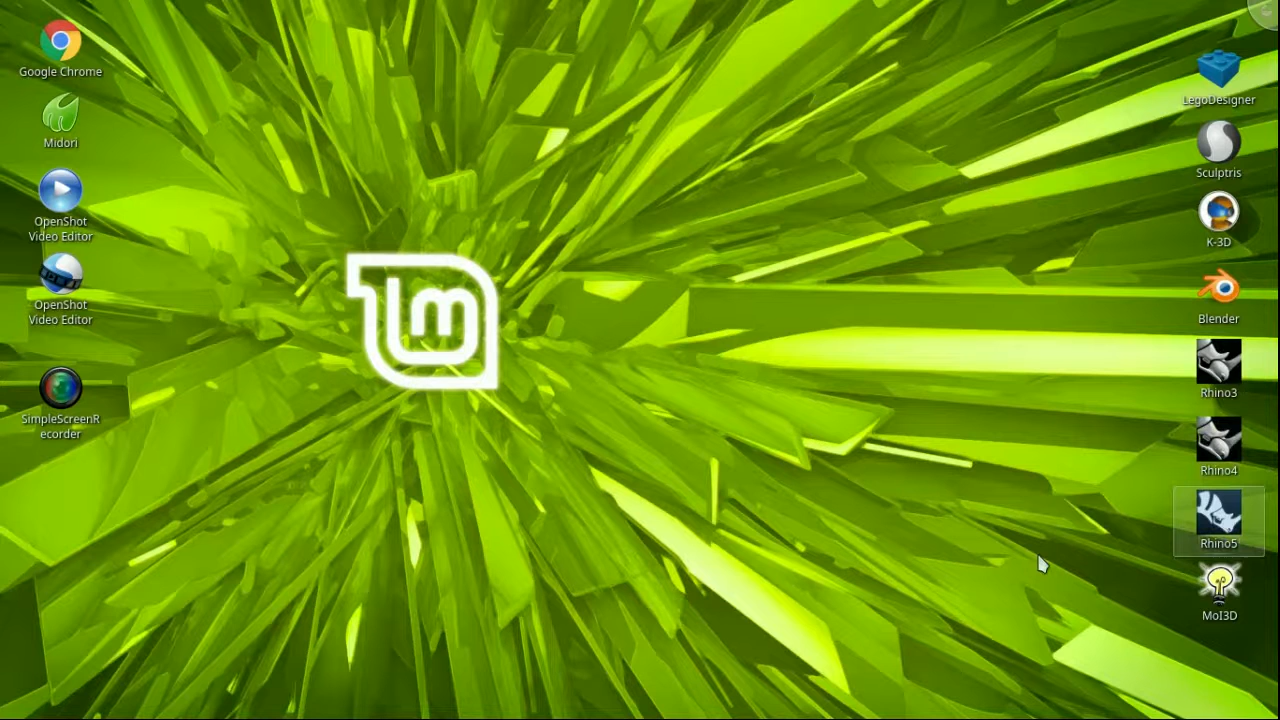 Google Chrome
Midori
OpenShot
Video Editor
OpenShot
Video Editor
SimpleScreenR
ecorder
lm
LegoDesigner
Sculptris
K-3D
Blender
Rhino3
Rhino4
Rhino5
MoI3D